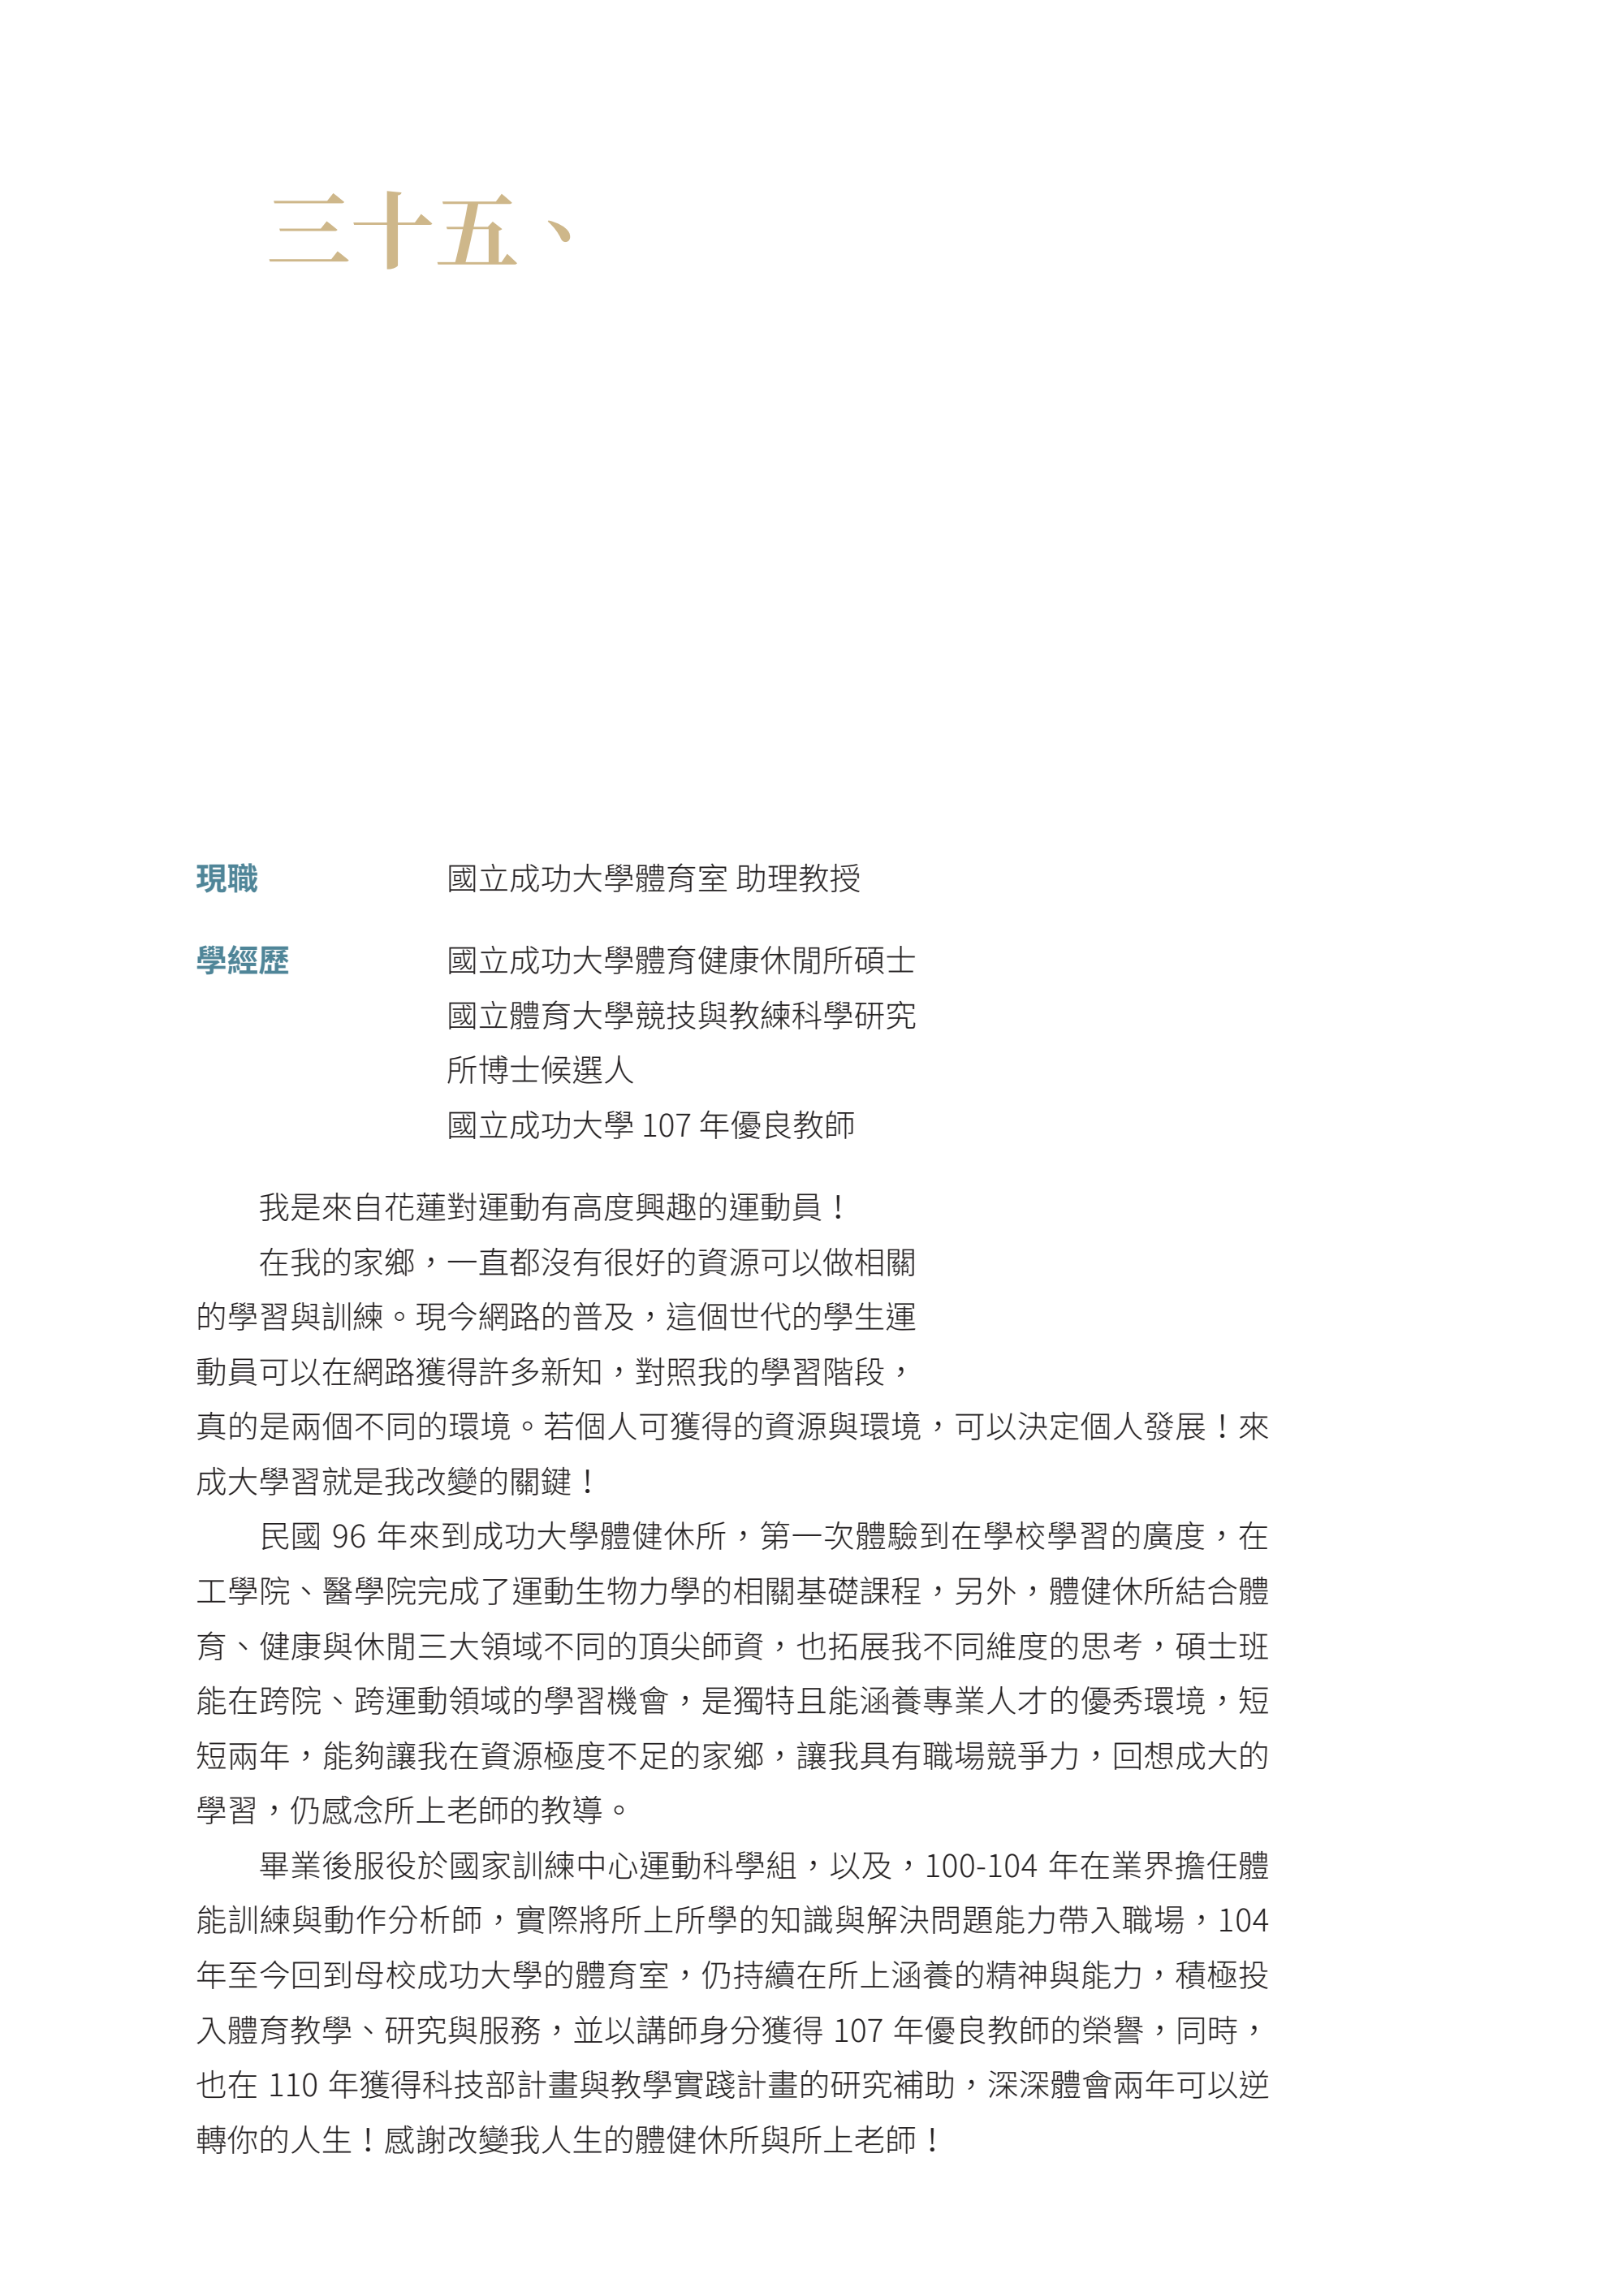 三十五、
現職 國立成功大學體育室 助理教授
學經歷 國立成功大學體育健康休閒所碩士
國立體育大學競技與教練科學研究
所博士候選人
國立成功大學 107 年優良教師
我是來自花蓮對運動有高度興趣的運動員！
在我的家鄉，一直都沒有很好的資源可以做相關
的學習與訓練。現今網路的普及，這個世代的學生運
動員可以在網路獲得許多新知，對照我的學習階段，
真的是兩個不同的環境。若個人可獲得的資源與環境，可以決定個人發展！來
成大學習就是我改變的關鍵！
民國 96 年來到成功大學體健休所，第一次體驗到在學校學習的廣度，在
工學院、醫學院完成了運動生物力學的相關基礎課程，另外，體健休所結合體
育、健康與休閒三大領域不同的頂尖師資，也拓展我不同維度的思考，碩士班
能在跨院、跨運動領域的學習機會，是獨特且能涵養專業人才的優秀環境，短
短兩年，能夠讓我在資源極度不足的家鄉，讓我具有職場競爭力，回想成大的
學習，仍感念所上老師的教導。
畢業後服役於國家訓練中心運動科學組，以及，100-104 年在業界擔任體
能訓練與動作分析師，實際將所上所學的知識與解決問題能力帶入職場，104
年至今回到母校成功大學的體育室，仍持續在所上涵養的精神與能力，積極投
入體育教學、研究與服務，並以講師身分獲得 107 年優良教師的榮譽，同時，
也在 110 年獲得科技部計畫與教學實踐計畫的研究補助，深深體會兩年可以逆
轉你的人生！感謝改變我人生的體健休所與所上老師！